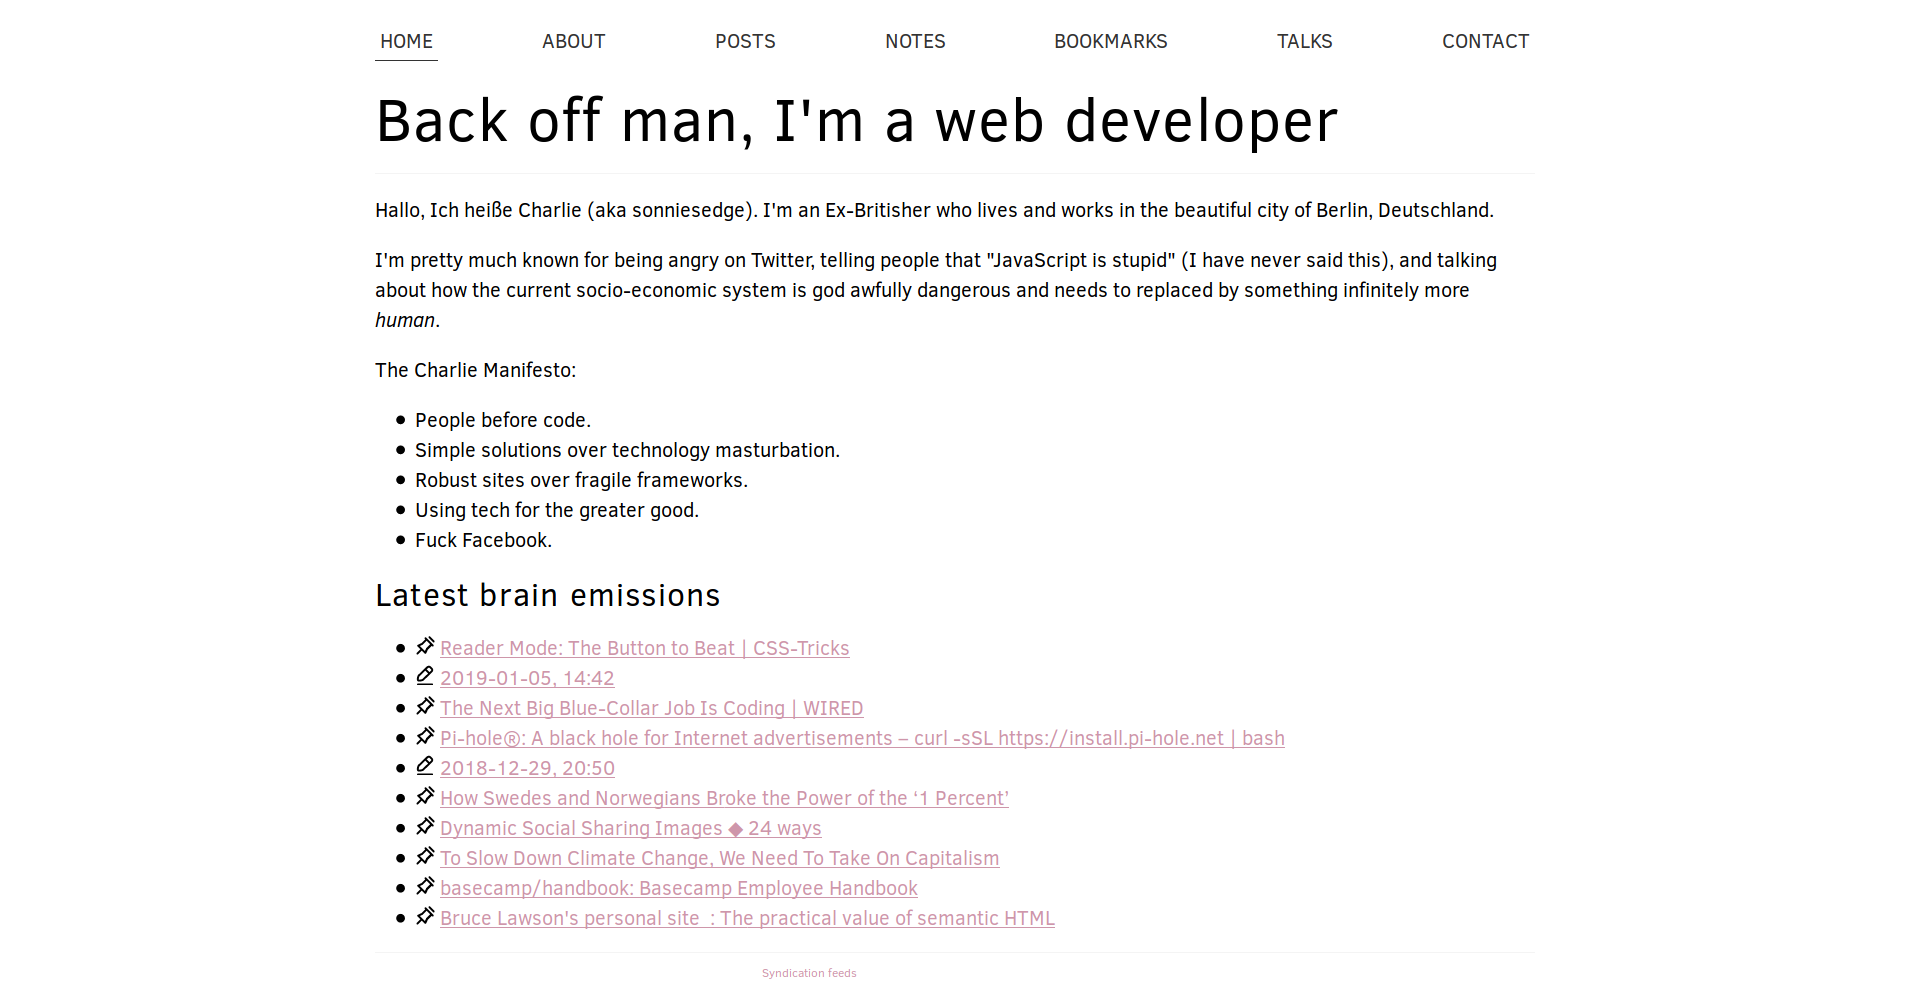 HOME ABOUT POSTS NOTES BOOKMARKS TALKS CONTACT
Back off man, I'm a web developer
Hallo, Ich heiße Charlie (aka sonniesedge). I'm an Ex-Britisher who lives and works in the beautiful city of Berlin, Deutschland.
I'm pretty much known for being angry on Twitter, telling people that "JavaScript is stupid" (I have never said this), and talking
about how the current socio-economic system is god awfully dangerous and needs to replaced by something infinitely more
human.
The Charlie Manifesto:
People before code.
Simple solutions over technology masturbation.
Robust sites over fragile frameworks.
Using tech for the greater good.
Fuck Facebook.
Latest brain emissions
Reader Mode: The Button to Beat | CSS-Tricks
2019-01-05, 14:42
The Next Big Blue-Collar Job Is Coding | WIRED
Pi-hole®: A black hole for Internet advertisements – curl -sSL https://install.pi-hole.net | bash
2018-12-29, 20:50
How Swedes and Norwegians Broke the Power of the ‘1 Percent’
Dynamic Social Sharing Images ◆ 24 ways
To Slow Down Climate Change, We Need To Take On Capitalism
basecamp/handbook: Basecamp Employee Handbook
Bruce Lawson's personal site  : The practical value of semantic HTML
Syndication feeds